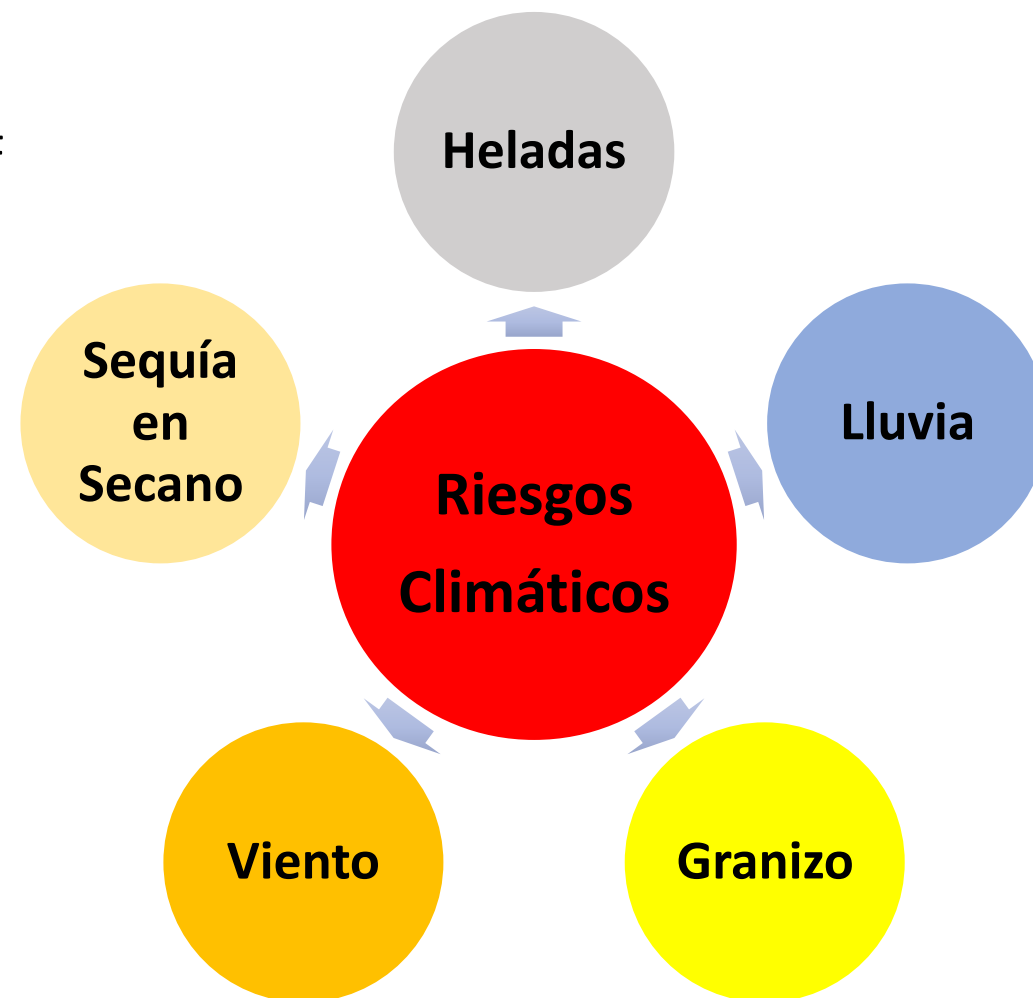 Heladas
Sequía
en
Secano
Lluvia
Riesgos
Climáticos
Viento
Granizo